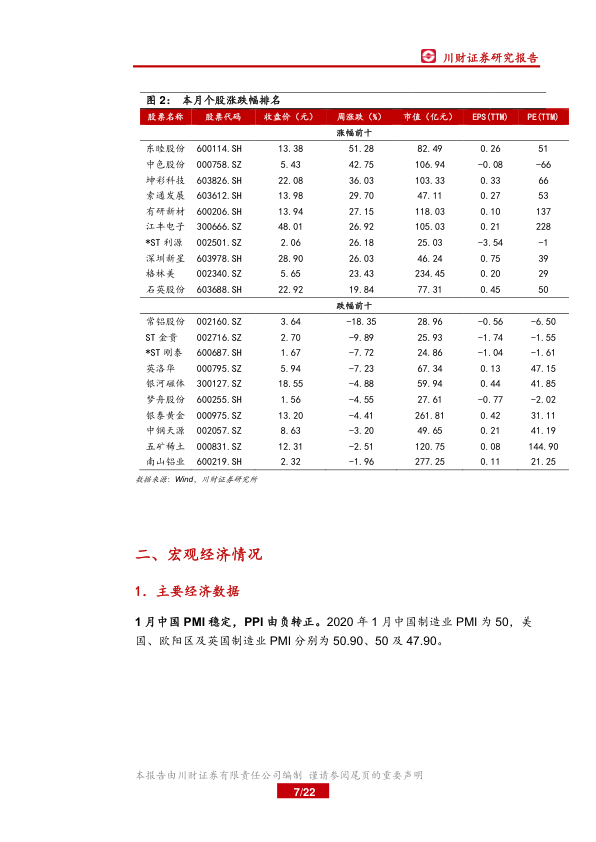 川财证券研究报告
图 2： 本月个股涨跌幅排名
股票名称 股票代码 收盘价（元） 周涨跌（%） 市值（亿元） EPS(TTM) PE(TTM)
涨幅前十
东睦股份 600114.SH 13.38 51.28 82.49 0.26 51
中色股份 000758.SZ 5.43 42.75 106.94 -0.08 -66
坤彩科技 603826.SH 22.08 36.03 103.33 0.33 66
索通发展 603612.SH 13.98 29.70 47.11 0.27 53
有研新材 600206.SH 13.94 27.15 118.03 0.10 137
江丰电子 300666.SZ 48.01 26.92 105.03 0.21 228
*ST 利源 002501.SZ 2.06 26.18 25.03 -3.54 -1
深圳新星 603978.SH 28.90 26.03 46.24 0.75 39
格林美 002340.SZ 5.65 23.43 234.45 0.20 29
石英股份 603688.SH 22.92 19.84 77.31 0.45 50
跌幅前十
常铝股份 002160.SZ 3.64 -18.35 28.96 -0.56 -6.50
ST 金贵 002716.SZ 2.70 -9.89 25.93 -1.74 -1.55
*ST 刚泰 600687.SH 1.67 -7.72 24.86 -1.04 -1.61
英洛华 000795.SZ 5.94 -7.23 67.34 0.13 47.15
银河磁体 300127.SZ 18.55 -4.88 59.94 0.44 41.85
梦舟股份 600255.SH 1.56 -4.55 27.61 -0.77 -2.02
银泰黄金 000975.SZ 13.20 -4.41 261.81 0.42 31.11
中钢天源 002057.SZ 8.63 -3.20 49.65 0.21 41.19
五矿稀土 000831.SZ 12.31 -2.51 120.75 0.08 144.90
南山铝业 600219.SH 2.32 -1.96 277.25 0.11 21.25
数据来源：Wind，川财证券研究所
二、宏观经济情况
1．主要经济数据
1 月中国 PMI 稳定，PPI 由负转正。2020 年 1 月中国制造业 PMI 为 50，美
国、欧阳区及英国制造业 PMI 分别为 50.90、50 及 47.90。
本报告由川财证券有限责任公司编制 谨请参阅尾页的重要声明
7/22